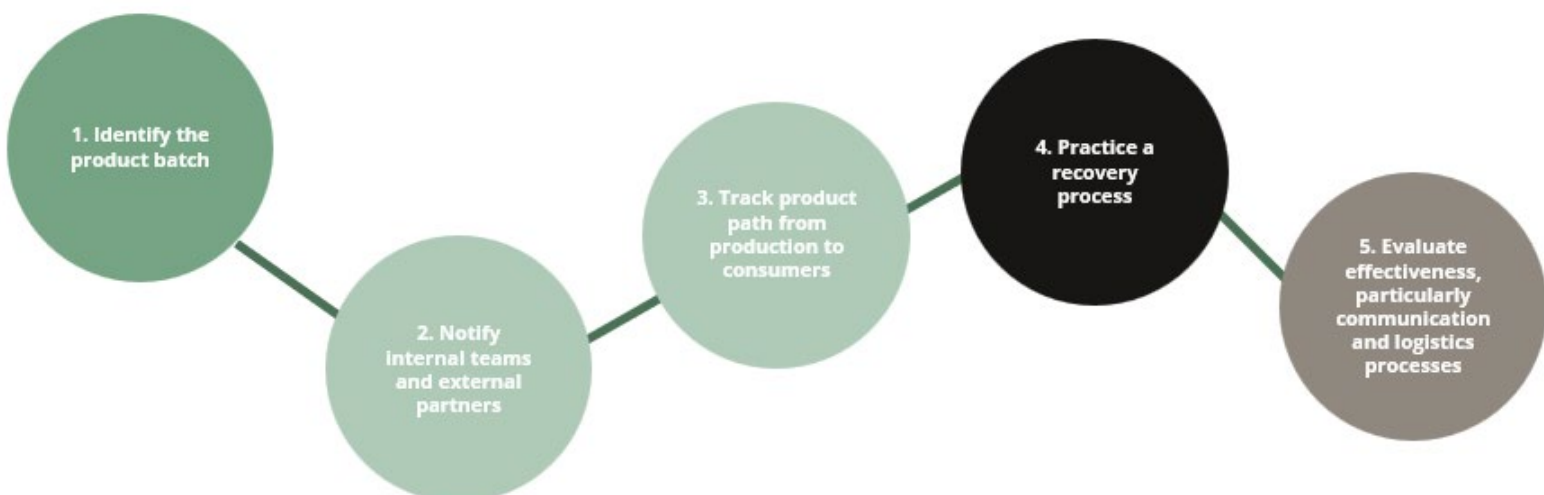 1. Identify the
product batch
2. Notify
internal teams
and external
partners
3. Track product
path from
production to
consumers
4. Practice a
recovery
process
5. Evaluate
effectiveness,
particularly
communication
and logistics
processes